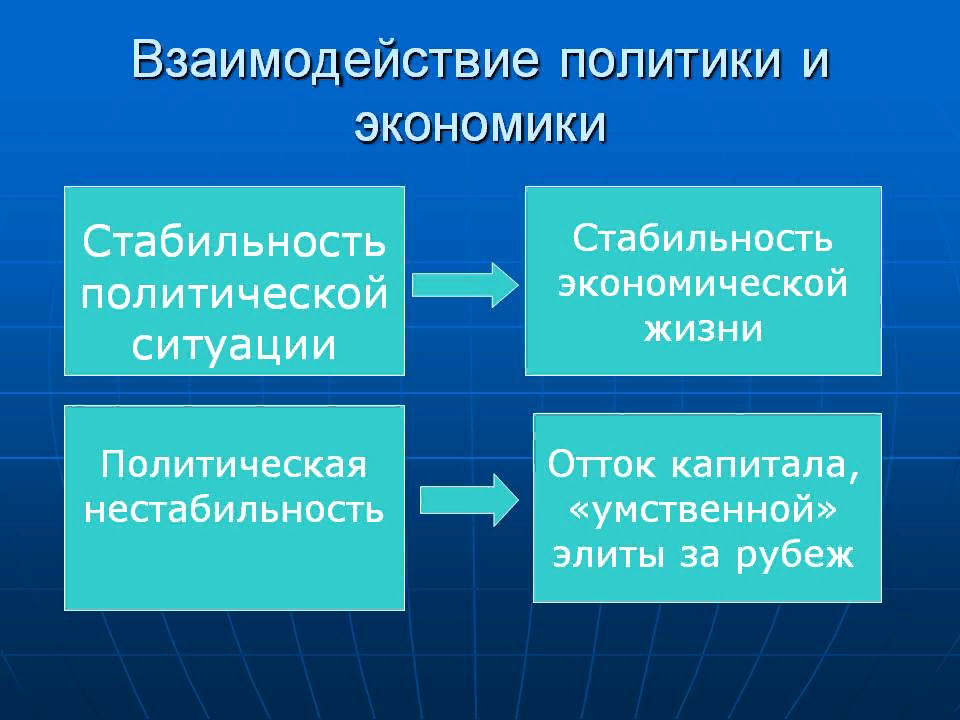 Взаимодействие политики и
экономики
Стабильность
политической
ситуации
Стабильность
экономической
жизни
Политическая
нестабильность
Отток капитала,
«умственной»
элиты за рубеж